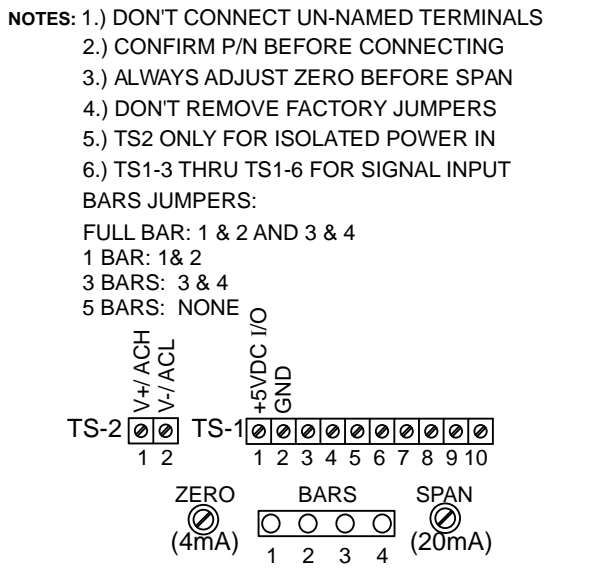 NOTES: 1.) DON'T CONNECT UN-NAMED TERMINALS
2.) CONFIRM P/N BEFORE CONNECTING
3.) ALWAYS ADJUST ZERO BEFORE SPAN
4.) DON'T REMOVE FACTORY JUMPERS
5.) TS2 ONLY FOR ISOLATED POWER IN
6.) TS1-3 THRU TS1-6 FOR SIGNAL INPUT
BARS JUMPERS:
FULL BAR: 1 & 2 AND 3 & 4
1 BAR: 1& 2
3 BARS: 3 & 4
5 BARS: NONE
V+/ ACH
V-/ ACL
+5VDC I/O
GND
TS-2 TS-1
1 2 1 2 3 4 5 6 7 8 9 10
ZERO BARS SPAN
(4mA) (20mA)
1 2 3 4